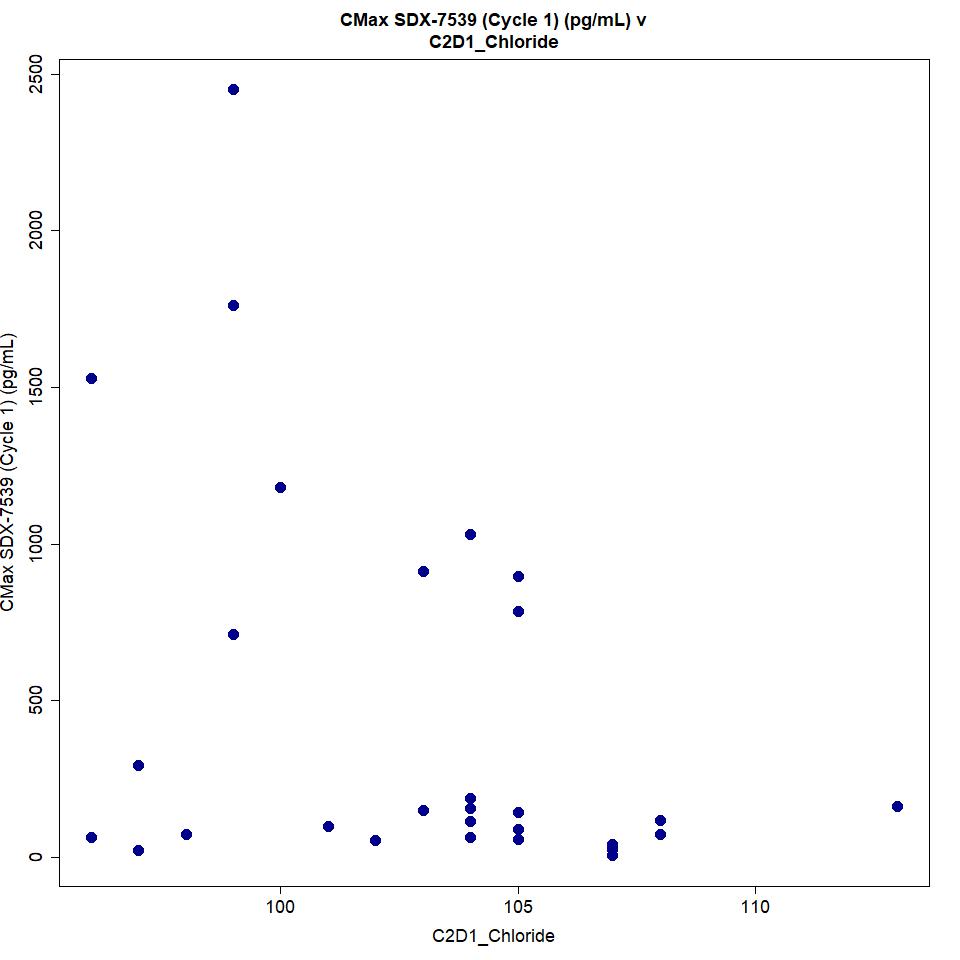 CMax SDX-7539 (Cycle 1) (pg/mL) v
C2D1_Chloride
2500
2000
1500
1000
500
0
CMax SDX-7539 (Cycle 1) (pg/mL)
100
105
110
C2D1_Chloride